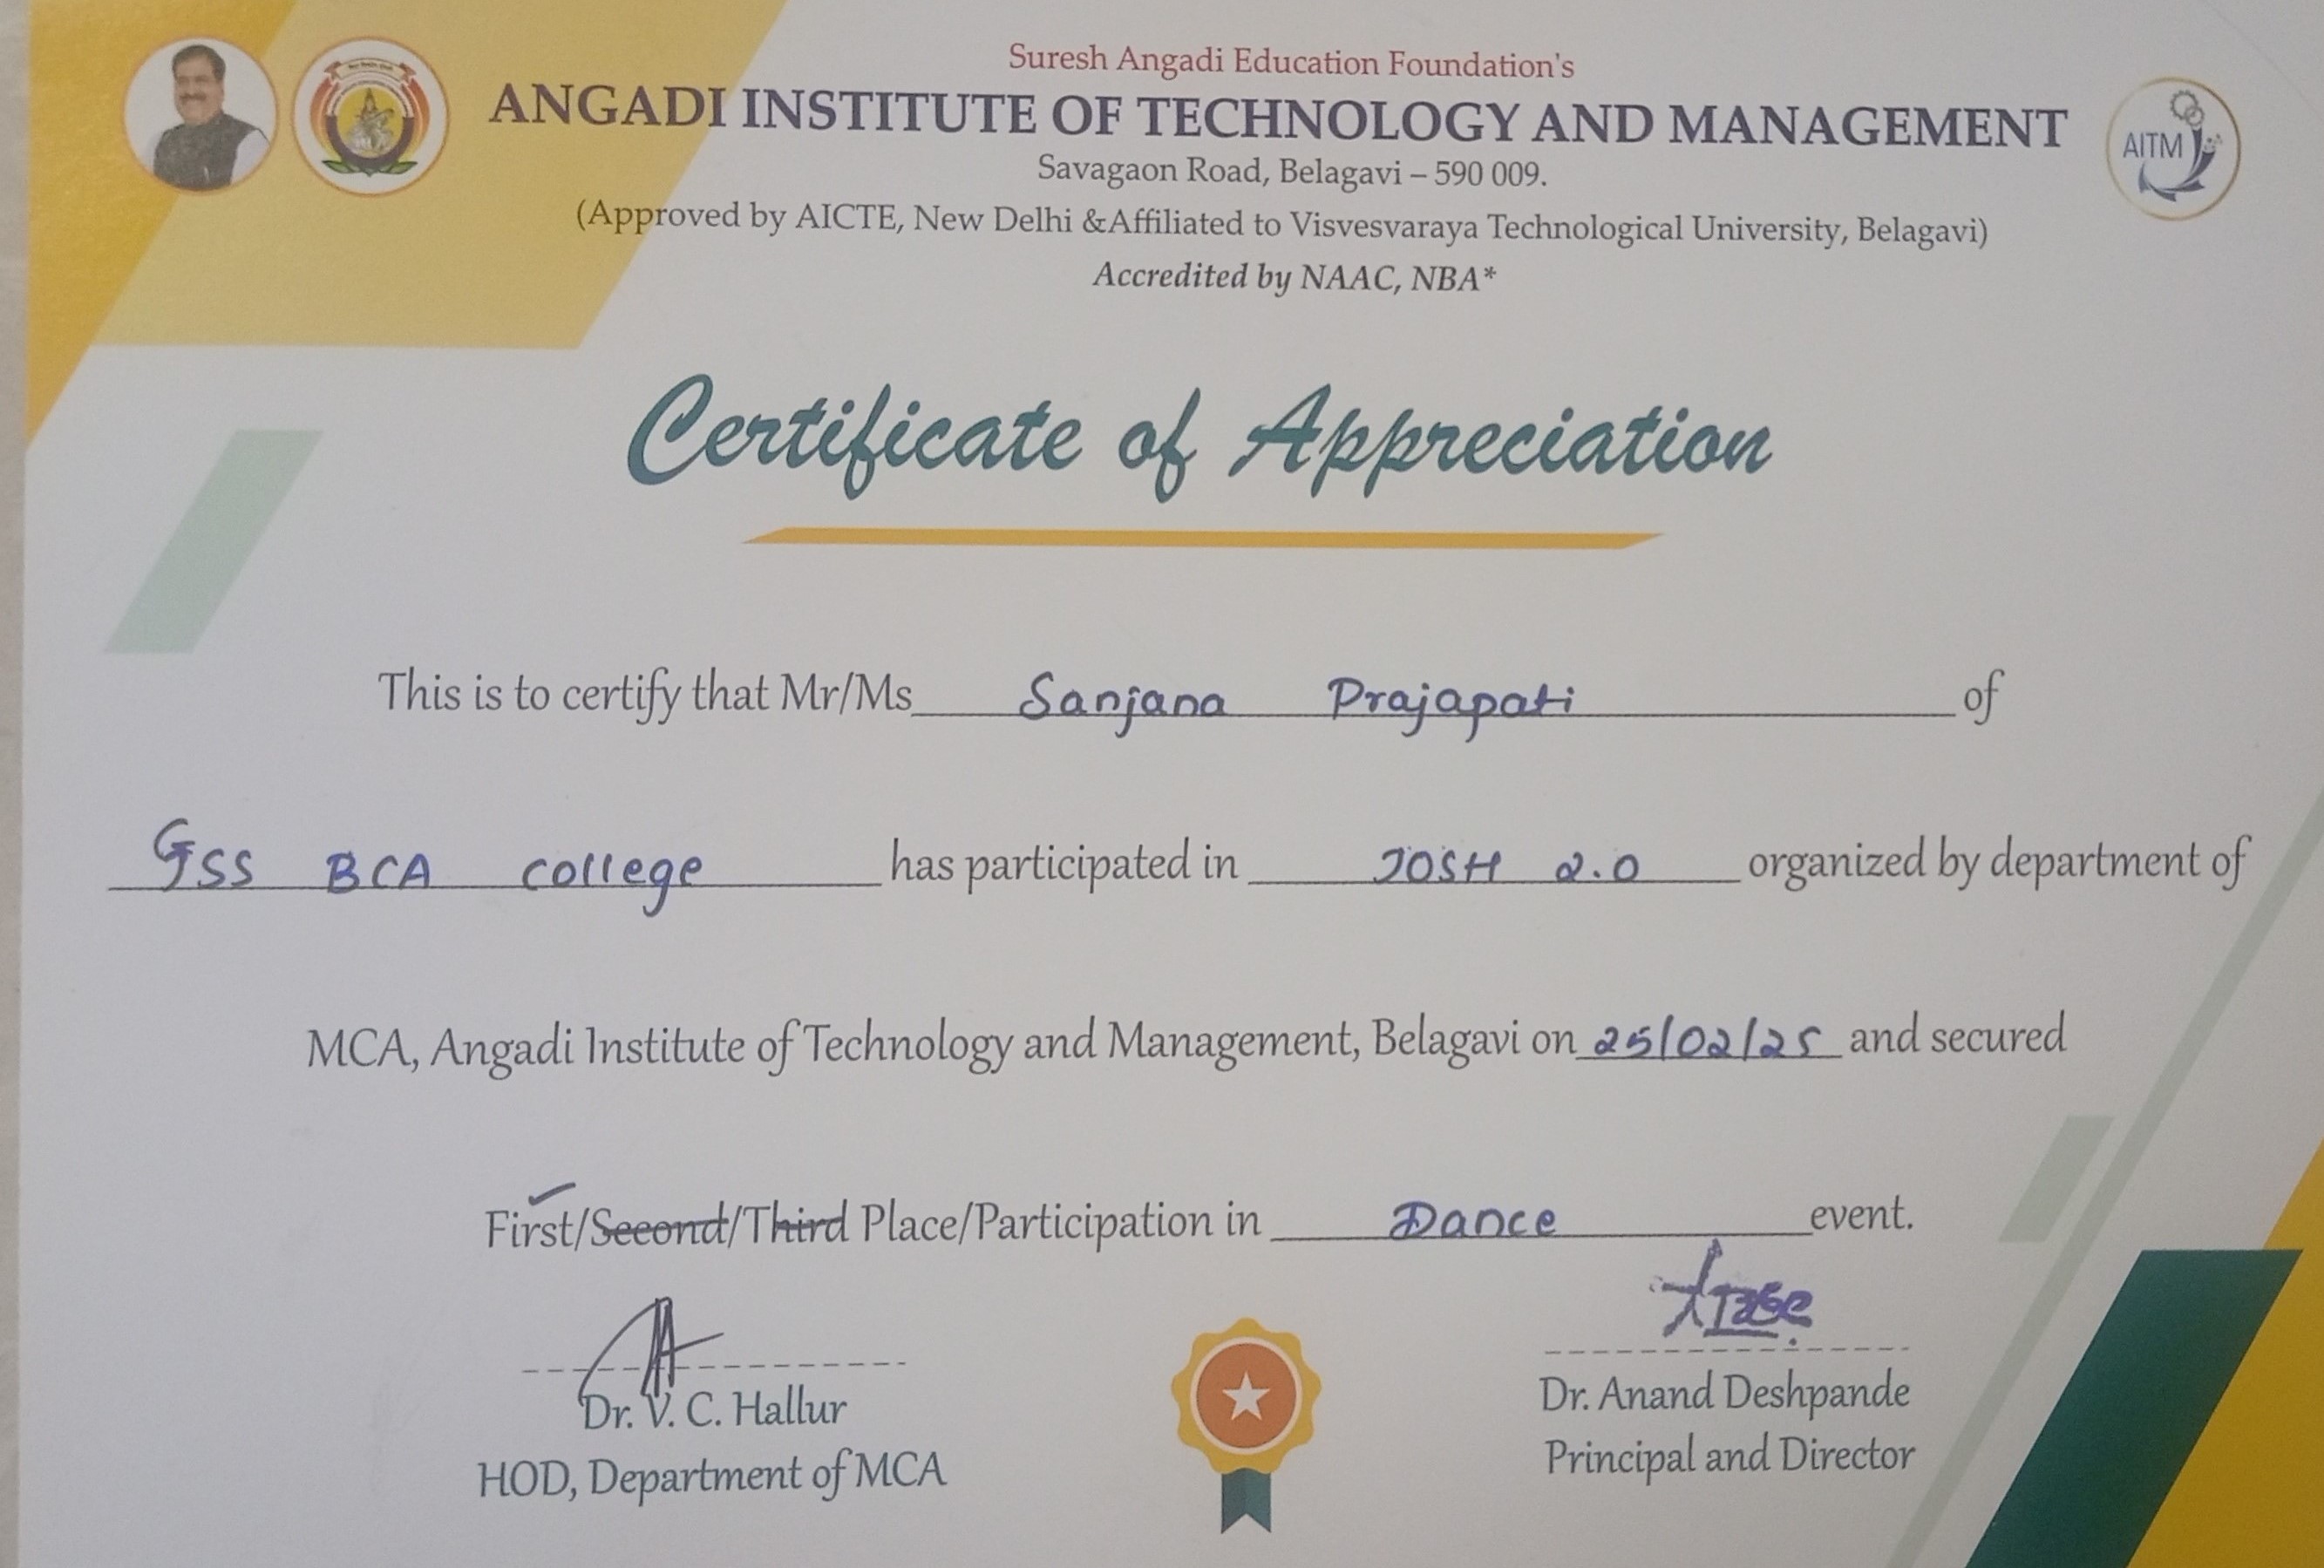 Suresh Angadi Education Foundation's
ANGADI INSTITUTE OF TECHNOLOGY AND MANAGEMENT
Savagaon Road, Belagavi – 590 009.
(Approved by AICTE, New Delhi &Affiliated to Visvesvaraya Technological University, Belagavi)
Accredited by NAAC, NBA*
AITM
Certificate of Appreciation
This is to certify that Mr/Ms Sanjana Prajapati of
GSS BCA college has participated in JOSH 2.0 organized by department of
MCA, Angadi Institute of Technology and Management, Belagavi on 25/02/25 and secured
First/Second/Third Place/Participation in Dance event.
Dr. V. C. Hallur
HOD, Department of MCA
Dr. Anand Deshpande
Principal and Director